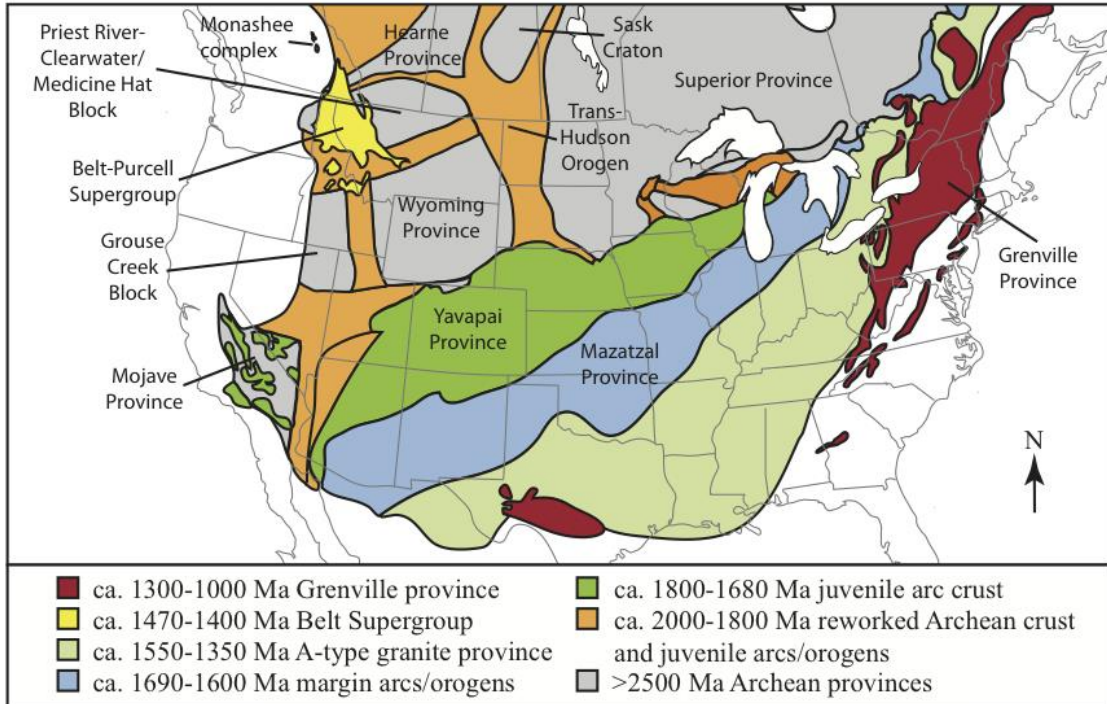 Priest River-
Clearwater/
Medicine Hat
Block
Monashee
complex
Hearne
Province
Sask
Craton
Superior Province
Belt-Purcell
Supergroup
Trans-
Hudson
Orogen
Wyoming
Province
Grouse
Creek
Block
Grenville
Province
Yavapai
Province
Mazatzal
Province
Mojave
Province
N
ca. 1300-1000 Ma Grenville province
ca. 1470-1400 Ma Belt Supergroup
ca. 1550-1350 Ma A-type granite province
ca. 1690-1600 Ma margin arcs/orogens
ca. 1800-1680 Ma juvenile arc crust
ca. 2000-1800 Ma reworked Archean crust
and juvenile arcs/orogens
>2500 Ma Archean provinces